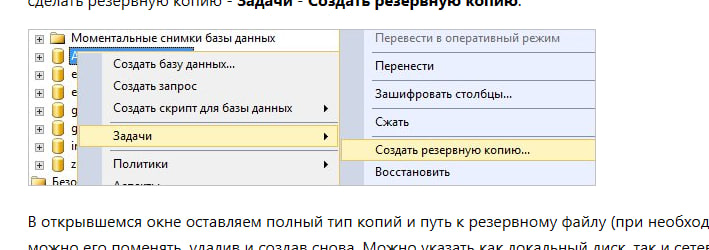 сделать резервную копию - Задачи - Создать резервную копию.
Моментальные снимки базы данных
Создать базу данных...
Создать запрос
Создать скрипт для базы данных
Задачи
Политики
Аспекты
Перевести в оперативный режим
Перенести
Зашифровать столбцы...
Сжать
Создать резервную копию...
Восстановить
В открывшемся окне оставляем полный тип копий и путь к резервному файлу (при необход
можно его поменять, удалив и создав снова. Можно указать как локальный диск, так и сетев